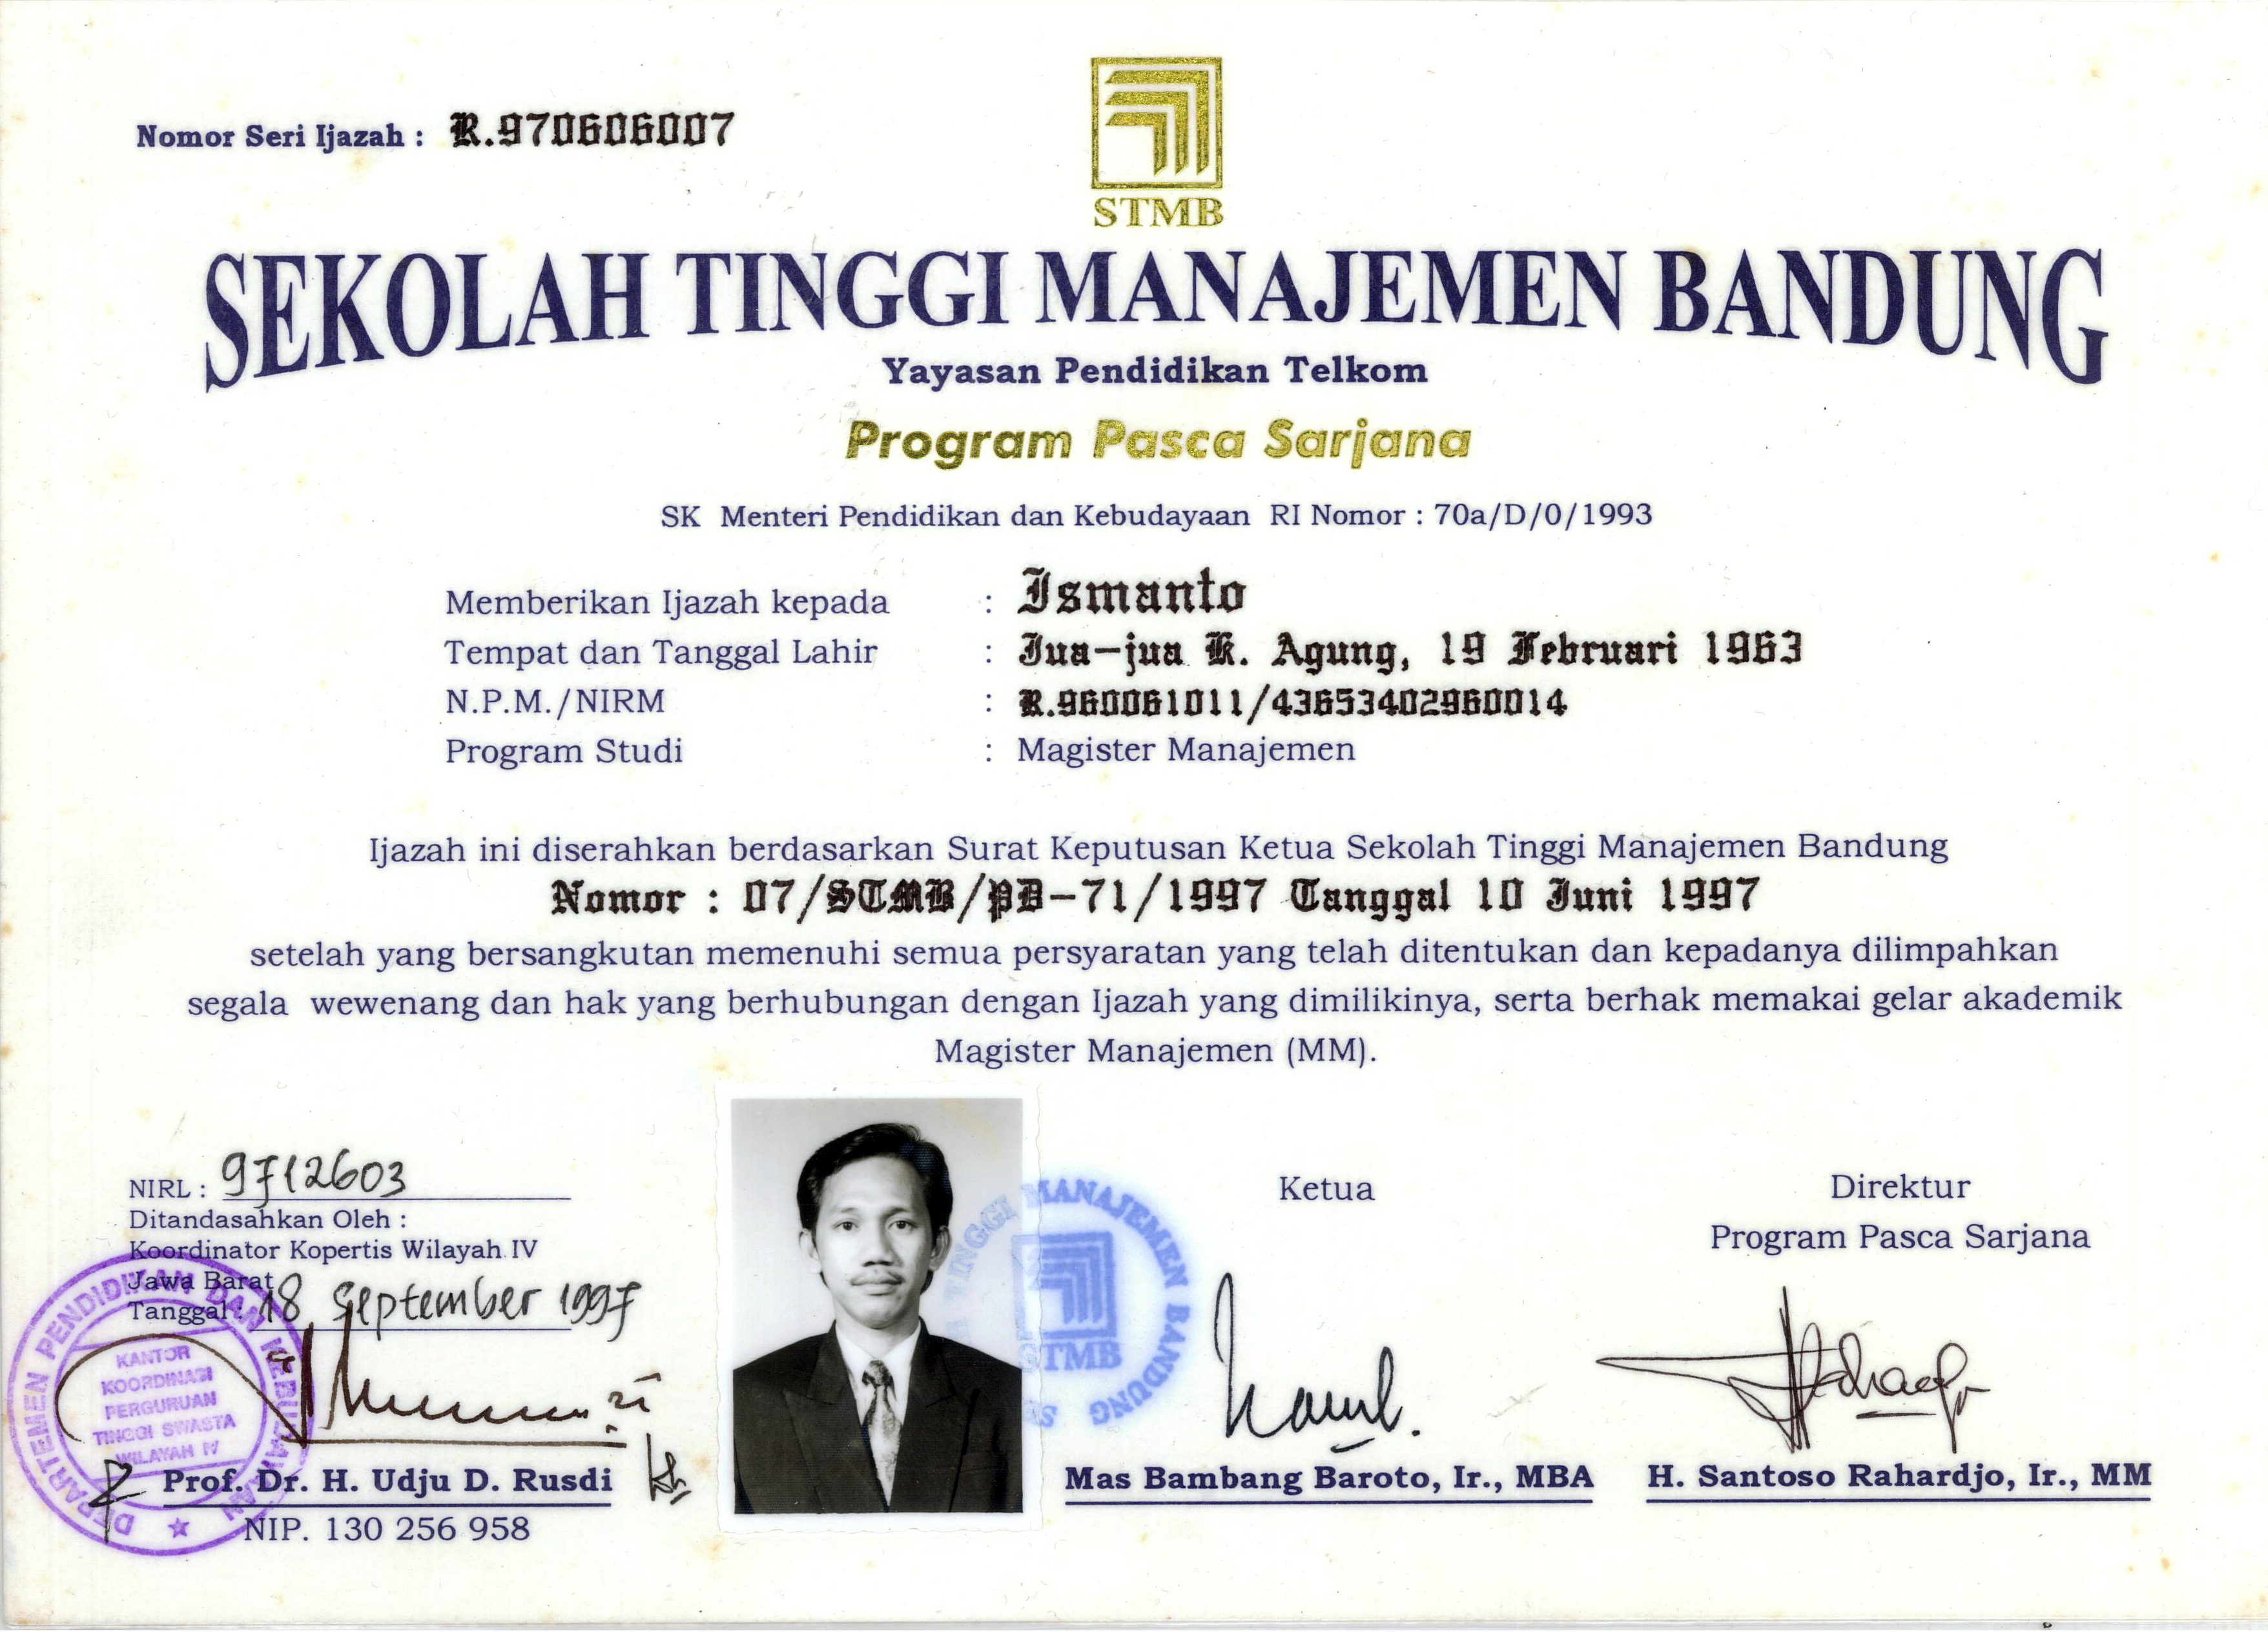 Nomor Seri Ijazah : R.970606007
STMB
SEKOLAH TINGGI MANAJEMEN BANDUNG
Yayasan Pendidikan Telkom
Program Pasca Sarjana
SK Menteri Pendidikan dan Kebudayaan RI Nomor : 70a/D/0/1993
Memberikan Ijazah kepada : Ismanto
Tempat dan Tanggal Lahir : Jua-jua K. Agung, 19 Februari 1963
N.P.M./NIRM : R.960061011/43653402960014
Program Studi : Magister Manajemen
Ijazah ini diserahkan berdasarkan Surat Keputusan Ketua Sekolah Tinggi Manajemen Bandung
Nomor : 07/STMB/PD-71/1997 Tanggal 10 Juni 1997
setelah yang bersangkutan memenuhi semua persyaratan yang telah ditentukan dan kepadanya dilimpahkan
segala wewenang dan hak yang berhubungan dengan Ijazah yang dimilikinya, serta berhak memakai gelar akademik
Magister Manajemen (MM).
NIRL : 9712603
Ditandasahkan Oleh :
Koordinator Kopertis Wilayah IV
Jawa Barat
Tanggal : 18 September 1997
DEPARTEMEN PENDIDIKAN DAN KEBUDAYAAN
KANTOR
KOORDINASI
PERGURUAN
TINGGI SWASTA
WILAYAH IV
Prof. Dr. H. Udju D. Rusdi
NIP. 130 256 958
TINGGI MANAJEMEN BANDUNG
STMB
Ketua
Mas Bambang Baroto, Ir., MBA
Direktur
Program Pasca Sarjana
H. Santoso Rahardjo, Ir., MM